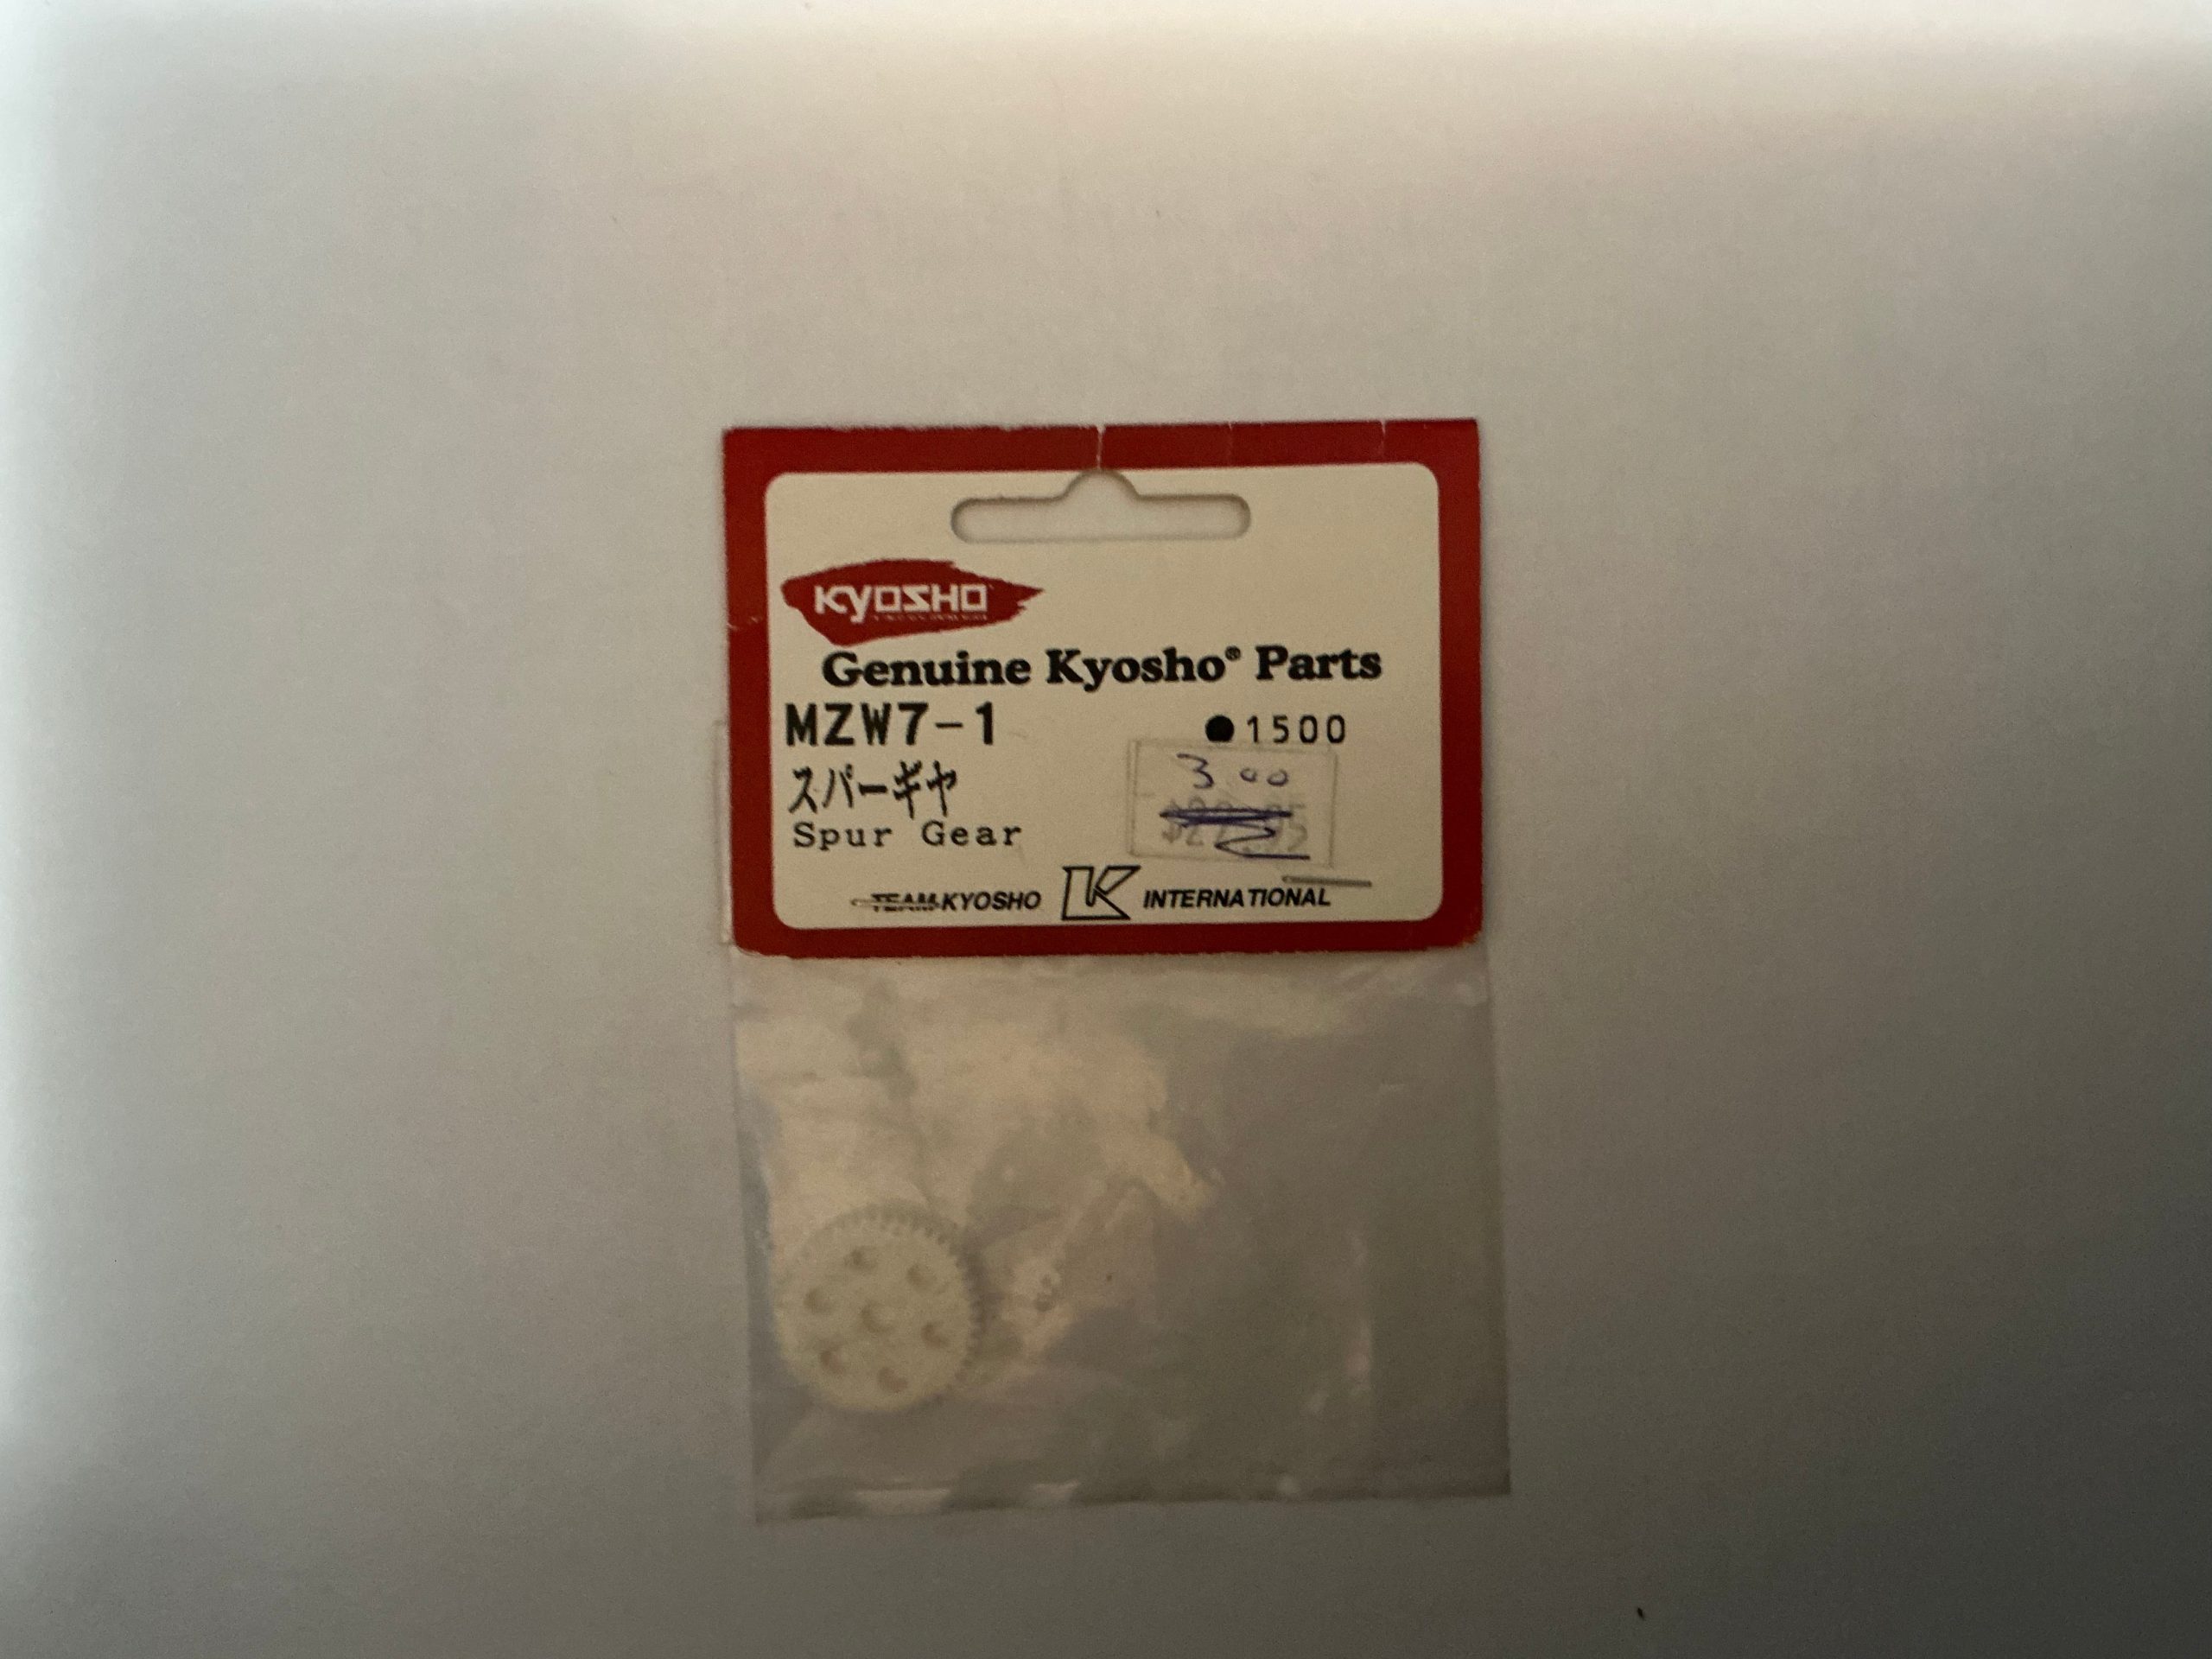 KYOSHO
Genuine Kyosho® Parts
MZW7-1
●1500
スパーギヤ
3.00
Spur Gear
TEAM KYOSHO K INTERNATIONAL